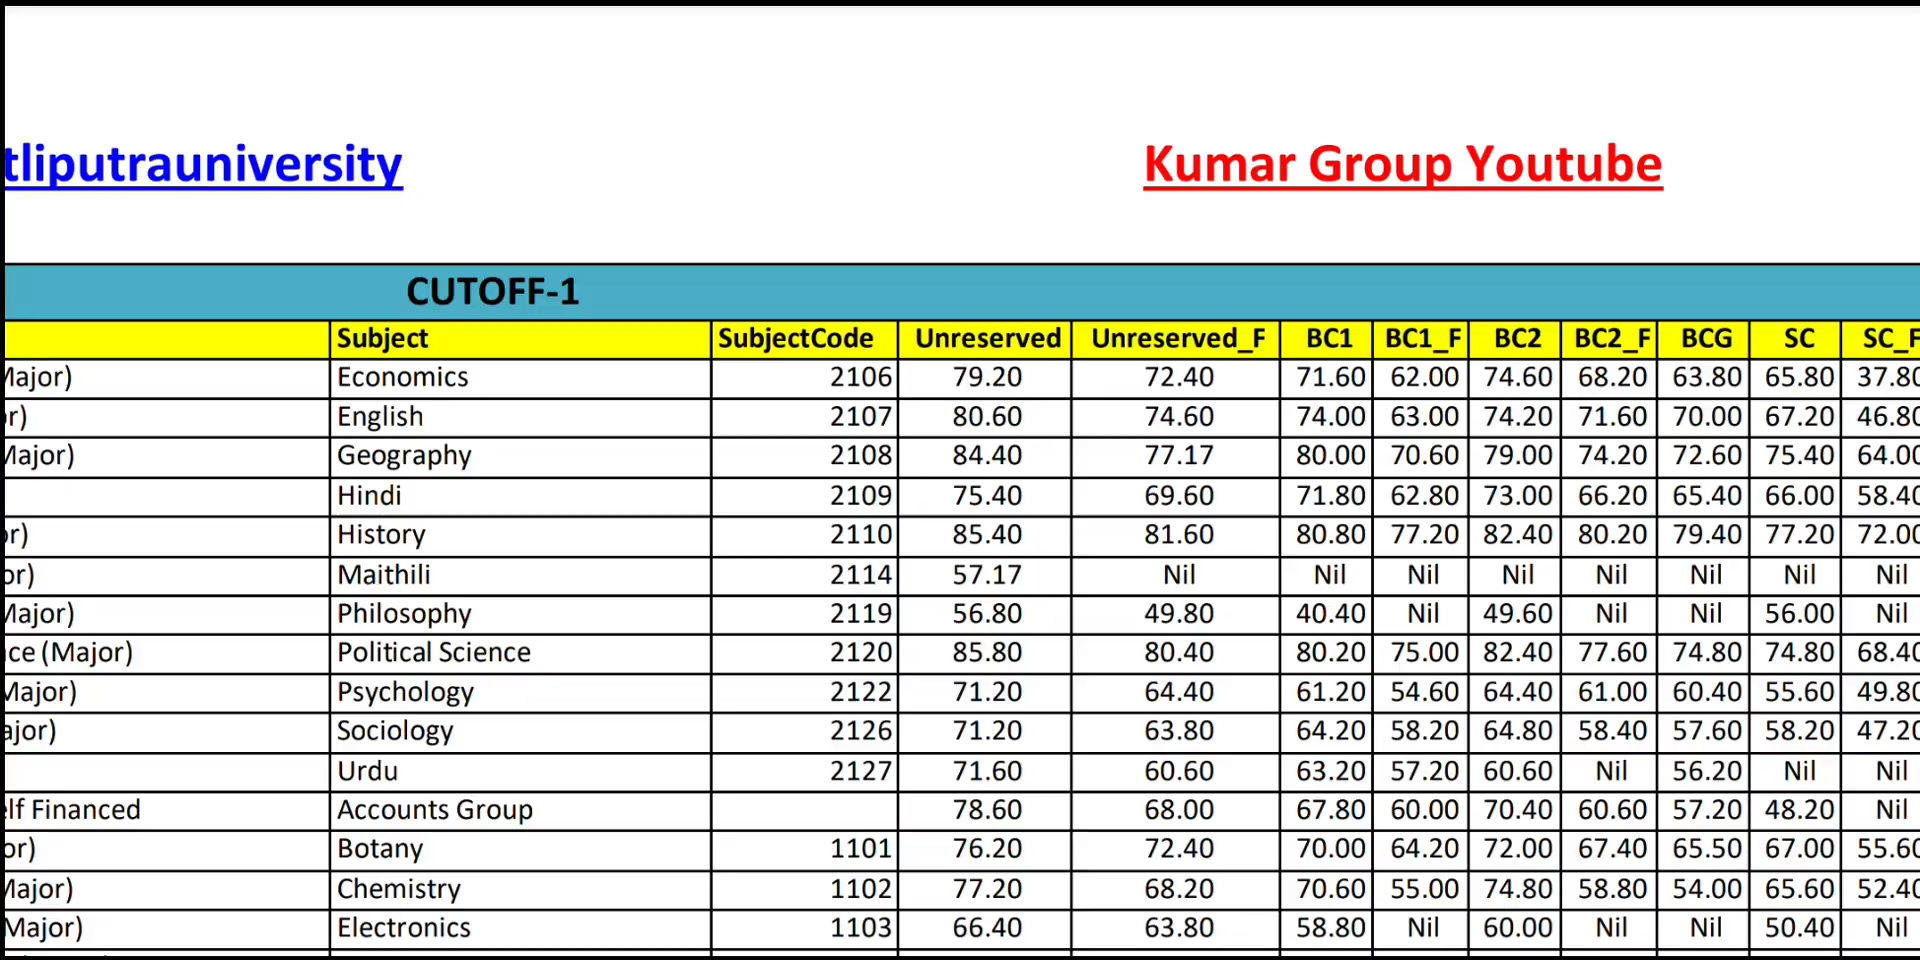 tliputrauniversity Kumar Group Youtube
CUTOFF-1
Subject SubjectCode Unreserved Unreserved_F BC1 BC1_F BC2 BC2_F BCG SC SC_F
Major) Economics 2106 79.20 72.40 71.60 62.00 74.60 68.20 63.80 65.80 37.80
or) English 2107 80.60 74.60 74.00 63.00 74.20 71.60 70.00 67.20 46.80
Major) Geography 2108 84.40 77.17 80.00 70.60 79.00 74.20 72.60 75.40 64.00
Hindi 2109 75.40 69.60 71.80 62.80 73.00 66.20 65.40 66.00 58.40
or) History 2110 85.40 81.60 80.80 77.20 82.40 80.20 79.40 77.20 72.00
or) Maithili 2114 57.17 Nil Nil Nil Nil Nil Nil Nil Nil
Major) Philosophy 2119 56.80 49.80 40.40 Nil 49.60 Nil Nil 56.00 Nil
ce (Major) Political Science 2120 85.80 80.40 80.20 75.00 82.40 77.60 74.80 74.80 68.40
Major) Psychology 2122 71.20 64.40 61.20 54.60 64.40 61.00 60.40 55.60 49.80
ajor) Sociology 2126 71.20 63.80 64.20 58.20 64.80 58.40 57.60 58.20 47.20
Urdu 2127 71.60 60.60 63.20 57.20 60.60 Nil 56.20 Nil Nil
elf Financed Accounts Group 78.60 68.00 67.80 60.00 70.40 60.60 57.20 48.20 Nil
or) Botany 1101 76.20 72.40 70.00 64.20 72.00 67.40 65.50 67.00 55.60
Major) Chemistry 1102 77.20 68.20 70.60 55.00 74.80 58.80 54.00 65.60 52.40
(Major) Electronics 1103 66.40 63.80 58.80 Nil 60.00 Nil Nil 50.40 Nil